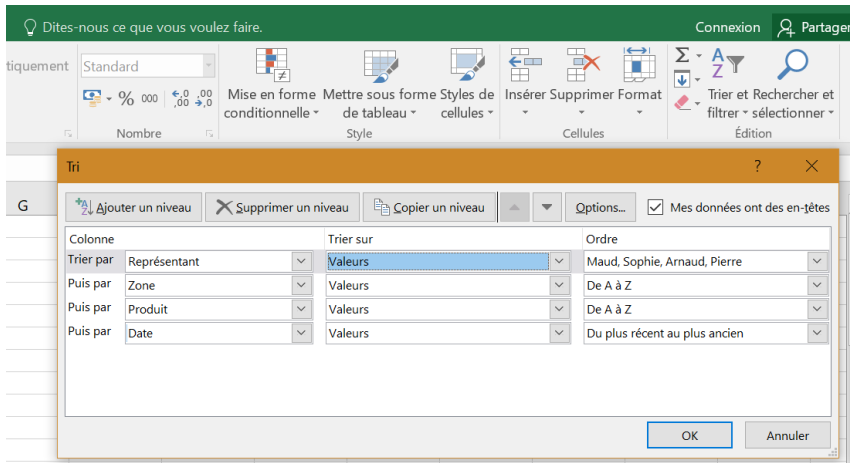 Dites-nous ce que vous voulez faire. Connexion Partager
tiquement Standard
% 000 ,00 ,00 ,0
Mise en forme conditionnelle
Mettre sous forme de tableau
Styles de cellules
Insérer Supprimer Format
Σ
A
Z
Trier et filtrer
Rechercher et sélectionner
Nombre Style Cellules Édition
Tri ? ×
G
Ajouter un niveau Supprimer un niveau Copier un niveau Options... Mes données ont des en-têtes
Colonne Trier sur Ordre
Trier par Représentant Valeurs Maud, Sophie, Arnaud, Pierre
Puis par Zone Valeurs De A à Z
Puis par Produit Valeurs De A à Z
Puis par Date Valeurs Du plus récent au plus ancien
OK Annuler